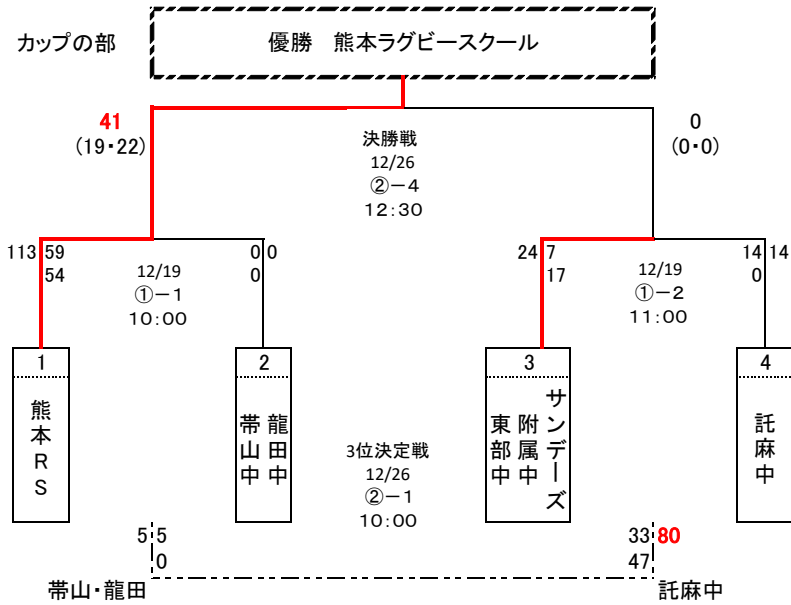 カップの部
優勝 熊本ラグビースクール
41
(19・22)
0
(0・0)
決勝戦
12/26
②－4
12:30
113 59
54
0 0
0
24 7
17
14 14
0
12/19
①－1
10:00
12/19
①－2
11:00
1
2
3
4
熊本RS
龍田中
帯山中
サンデーズ
附属中
東部中
託麻中
3位決定戦
12/26
②－1
10:00
5 5
0
33 80
47
帯山・龍田
託麻中